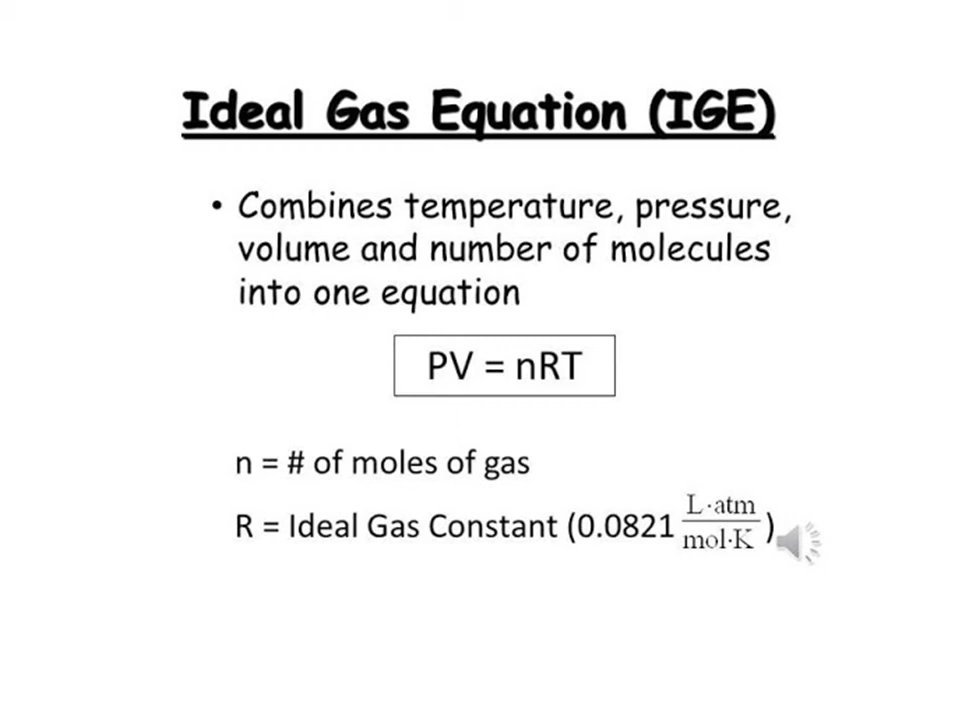 Ideal Gas Equation (IGE)
• Combines temperature, pressure,
volume and number of molecules
into one equation
PV = nRT
n = # of moles of gas
R = Ideal Gas Constant (0.0821 L·atm/mol·K)